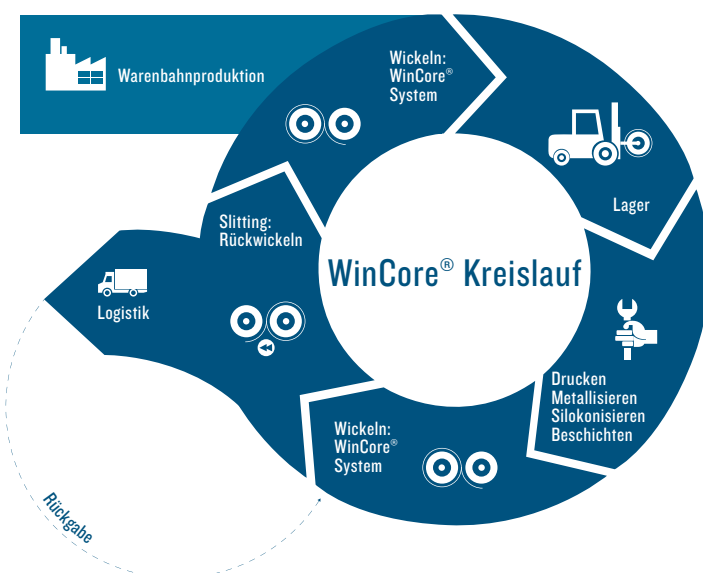 Warenbahnproduktion
Wickeln:
WinCore®
System
Lager
Drucken
Metallisieren
Silokonisieren
Beschichten
Wickeln:
WinCore®
System
Slitting:
Rückwickeln
Logistik
Rückgabe
WinCore® Kreislauf